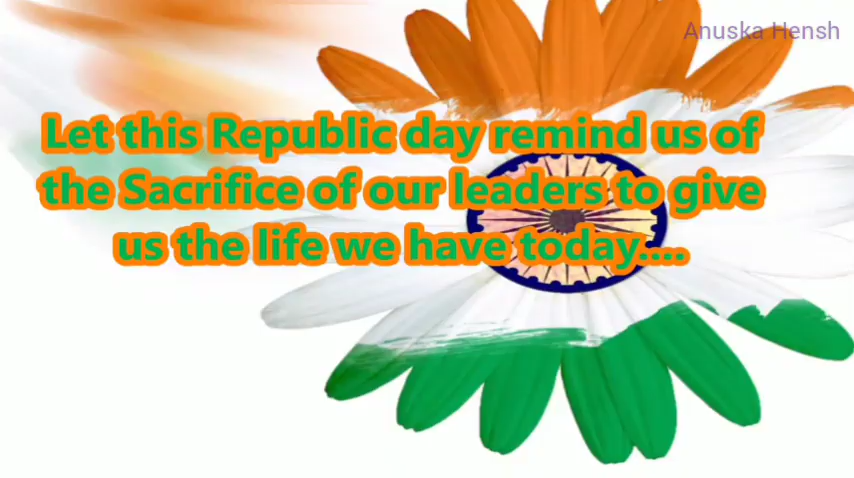 Anuska Hensh
Let this Republic day remind us of
the Sacrifice of our leaders to give
us the life we have today....